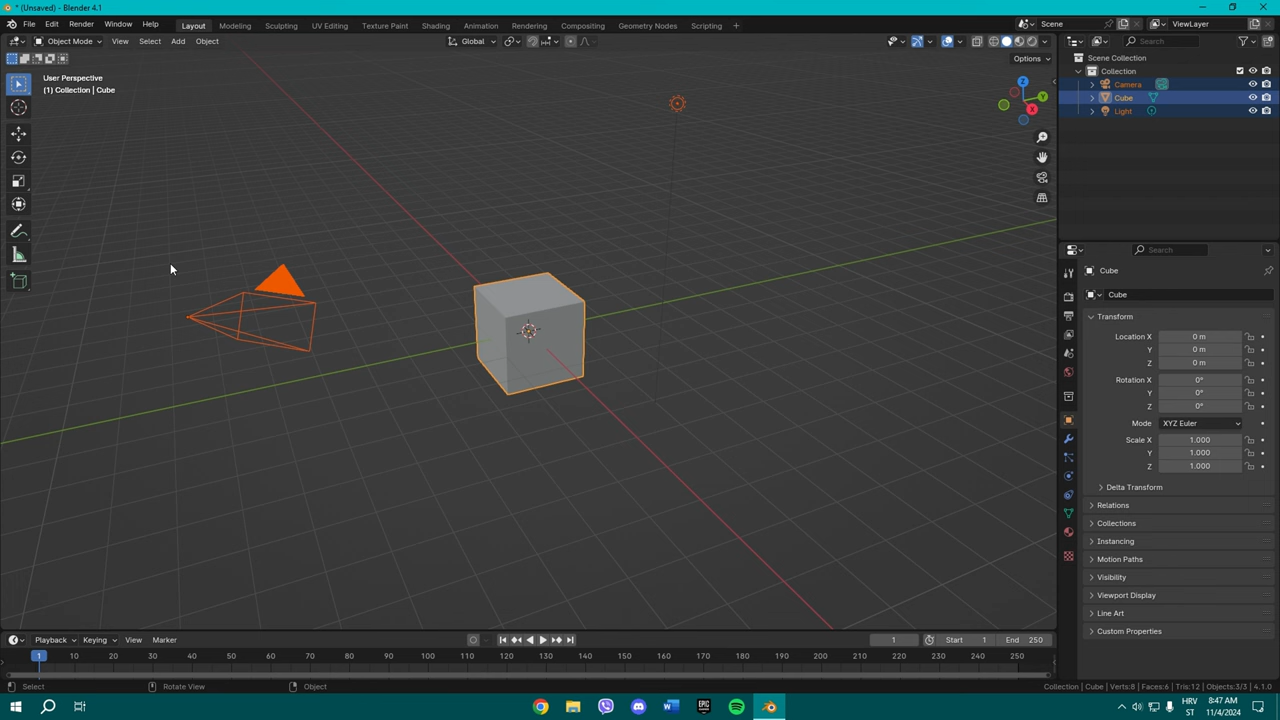 * (Unsaved) - Blender 4.1
File Edit Render Window Help Layout Modeling Sculpting UV Editing Texture Paint Shading Animation Rendering Compositing Geometry Nodes Scripting Scene ViewLayer
Object Mode View Select Add Object Global Search
Options
User Perspective
(1) Collection | Cube
Z
Y
X
Scene Collection
Collection
Camera
Cube
Light
Search
Cube
Cube
Transform
Location X 0 m
Y 0 m
Z 0 m
Rotation X 0°
Y 0°
Z 0°
Mode XYZ Euler
Scale X 1.000
Y 1.000
Z 1.000
Delta Transform
Relations
Collections
Instancing
Motion Paths
Visibility
Viewport Display
Line Art
Custom Properties
Playback Keying View Marker 1 Start 1 End 250
1 10 20 30 40 50 60 70 80 90 100 110 120 130 140 150 160 170 180 190 200 210 220 230 240 250
Select Rotate View Object Collection | Cube | Verts:8 | Faces:6 | Tris:12 | Objects:3/3 | 4.1.0
EPIC
GAMES
HRV 8:47 AM
ST 11/4/2024